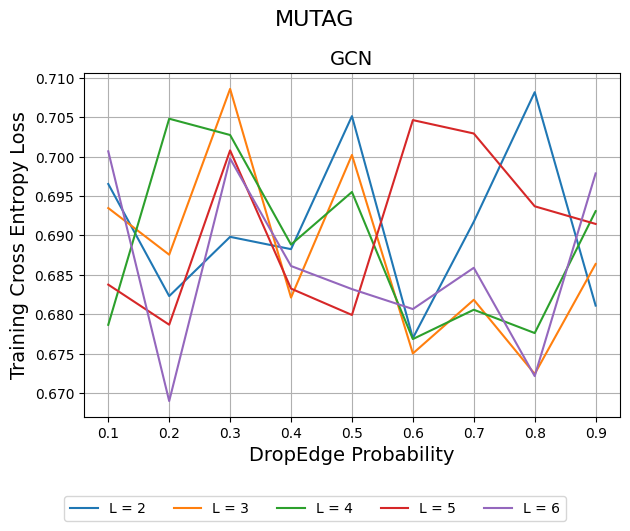 MUTAG
GCN
Training Cross Entropy Loss
0.710
0.705
0.700
0.695
0.690
0.685
0.680
0.675
0.670
0.1 0.2 0.3 0.4 0.5 0.6 0.7 0.8 0.9
DropEdge Probability
L = 2 L = 3 L = 4 L = 5 L = 6